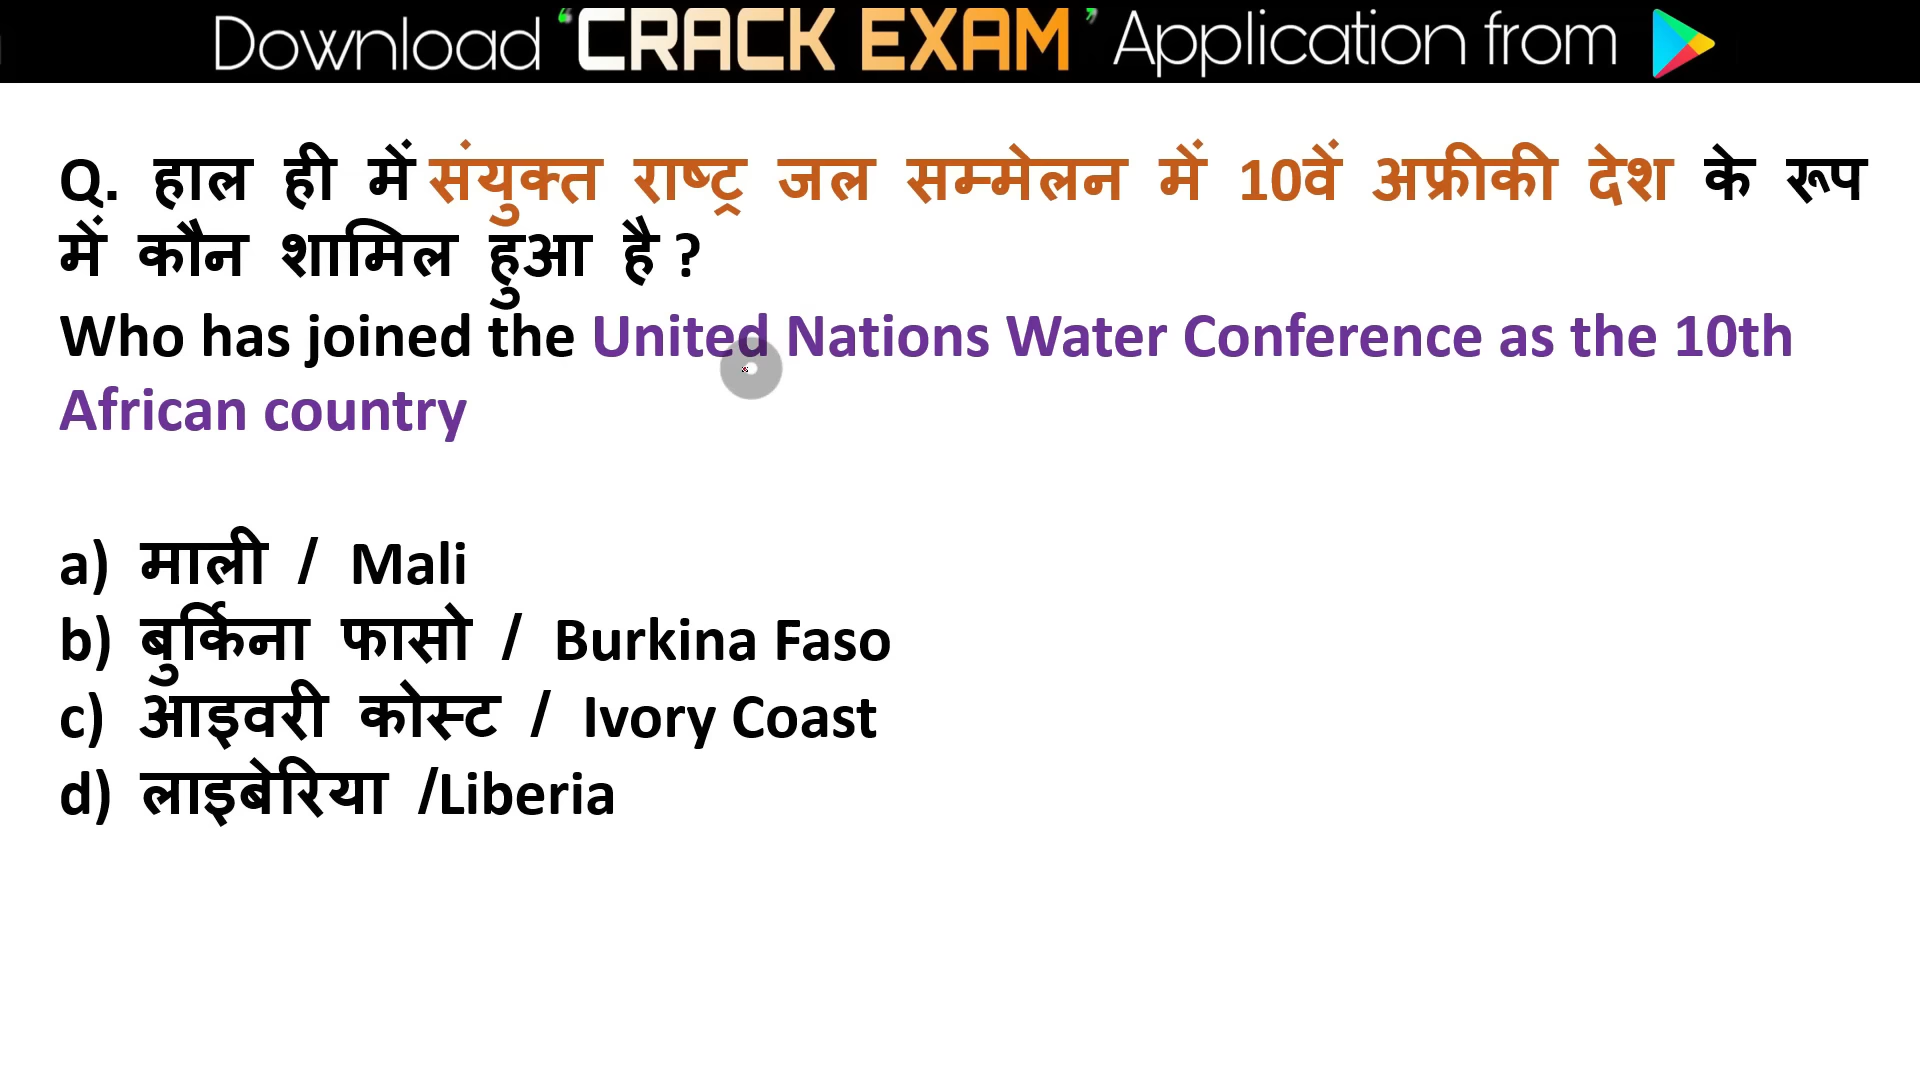 Download ‘CRACK EXAM’ Application from
Q. हाल ही में संयुक्त राष्ट्र जल सम्मेलन में 10वें अफ्रीकी देश के रूप
में कौन शामिल हुआ है ?
Who has joined the United Nations Water Conference as the 10th
African country
a) माली / Mali
b) बुर्किना फासो / Burkina Faso
c) आइवरी कोस्ट / Ivory Coast
d) लाइबेरिया /Liberia